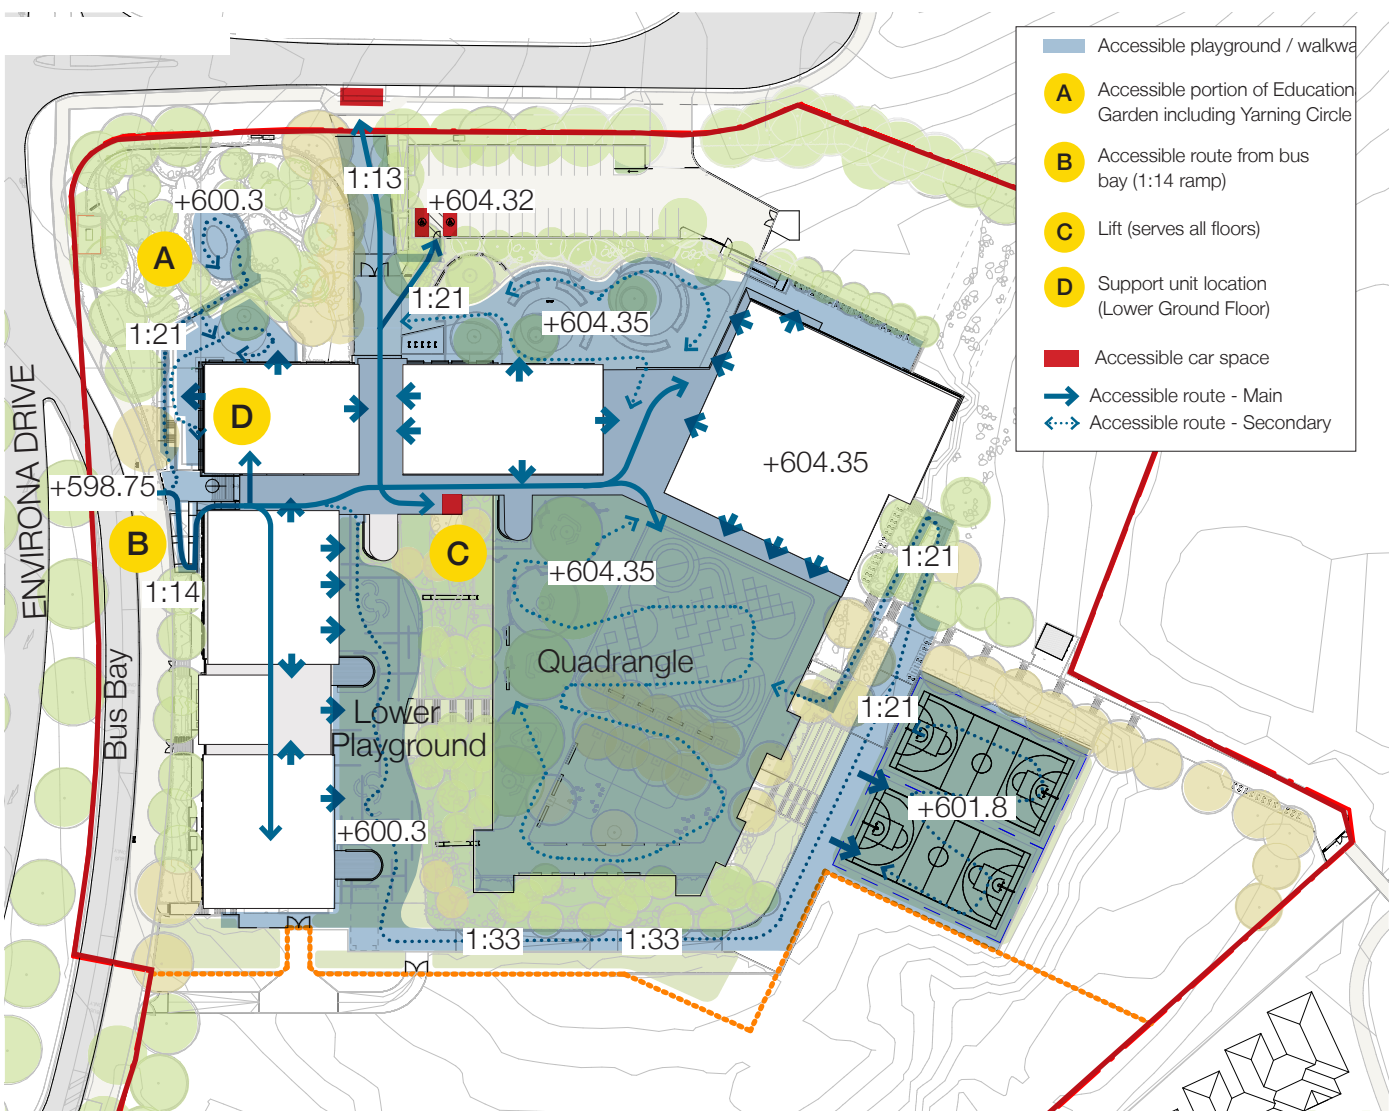 Accessible playground / walkwa
A
Accessible portion of Education
Garden including Yarning Circle
B
Accessible route from bus
bay (1:14 ramp)
C
Lift (serves all floors)
D
Support unit location
(Lower Ground Floor)
Accessible car space
Accessible route - Main
Accessible route - Secondary
1:13
+600.3
+604.32
A
1:21
+604.35
1:21
D
+604.35
+598.75
B
C
1:14
+604.35
1:21
Quadrangle
Lower
Playground
1:21
+601.8
+600.3
1:33
1:33
ENVIRONA DRIVE
Bus Bay